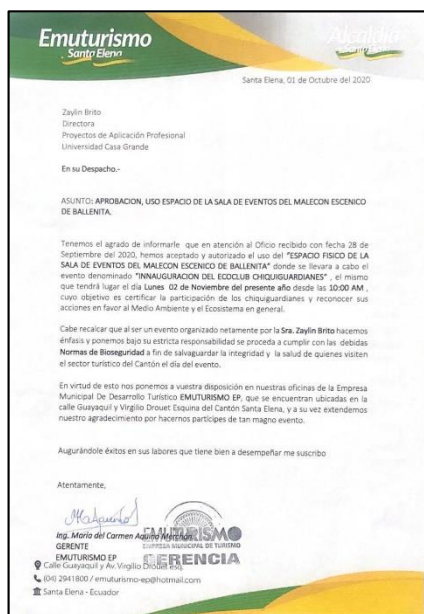 Emuturismo
Santa Elena
Alcaldía
Santa Elena
Santa Elena, 01 de Octubre del 2020
Zaylin Brito
Directora
Proyectos de Aplicación Profesional
Universidad Casa Grande
En su Despacho.-
ASUNTO: APROBACION, USO ESPACIO DE LA SALA DE EVENTOS DEL MALECON ESCENICO
DE BALLENITA.
Tenemos el agrado de informarle que en atención al Oficio recibido con fecha 28 de
Septiembre del 2020, hemos aceptado y autorizado el uso del "ESPACIO FISICO DE LA
SALA DE EVENTOS DEL MALECON ESCENICO DE BALLENITA" donde se llevara a cabo el
evento denominado "INNAUGURACION DEL ECOCLUB CHIQUIGUARDIANES" , el mismo
que tendrá lugar el día Lunes 02 de Noviembre del presente año desde las 10:00 AM ,
cuyo objetivo es certificar la participación de los chiquiguardianes y reconocer sus
acciones en favor al Medio Ambiente y el Ecosistema en general.
Cabe recalcar que al ser un evento organizado netamente por la Sra. Zaylin Brito hacemos
énfasis y ponemos bajo su estricta responsabilidad se proceda a cumplir con las debidas
Normas de Bioseguridad a fin de salvaguardar la integridad y la salud de quienes visiten
el sector turístico del Cantón el día del evento.
En virtud de esto nos ponemos a vuestra disposición en nuestras oficinas de la Empresa
Municipal De Desarrollo Turístico EMUTURISMO EP, que se encuentran ubicadas en la
calle Guayaquil y Virgilio Drouet Esquina del Cantón Santa Elena, y a su vez extendemos
nuestro agradecimiento por hacernos partícipes de tan magno evento.
Augurándole éxitos en sus labores que tiene bien a desempeñar me suscribo
Atentamente,
Ing. María del Carmen Aquino Merchán
GERENTE
EMUTURISMO EP
EMUTURISMO
EMPRESA MUNICIPAL DE TURISMO
GERENCIA
Calle Guayaquil y Av. Virgilio Drouet esq.
(04) 2941800 / emuturismo-ep@hotmail.com
Santa Elena - Ecuador